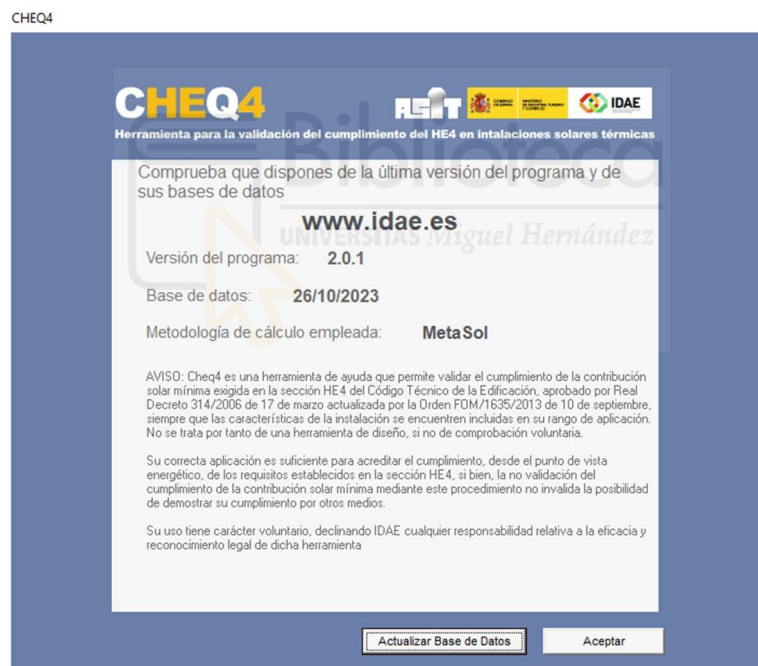 CHEQ4
CHEQ4
ASIT
IDAE
Herramienta para la validación del cumplimiento del HE4 en intalaciones solares térmicas
Biblioteca
UNIVERSITAS Miguel Hernández
Comprueba que dispones de la última versión del programa y de
sus bases de datos
www.idae.es
Versión del programa: 2.0.1
Base de datos: 26/10/2023
Metodología de cálculo empleada: MetaSol
AVISO: Cheq4 es una herramienta de ayuda que permite validar el cumplimiento de la contribución
solar mínima exigida en la sección HE4 del Código Técnico de la Edificación, aprobado por Real
Decreto 314/2006 de 17 de marzo actualizada por la Orden FOM/1635/2013 de 10 de septiembre,
siempre que las características de la instalación se encuentren incluidas en su rango de aplicación.
No se trata por tanto de una herramienta de diseño, si no de comprobación voluntaria.
Su correcta aplicación es suficiente para acreditar el cumplimiento, desde el punto de vista
energético, de los requisitos establecidos en la sección HE4, si bien, la no validación del
cumplimiento de la contribución solar mínima mediante este procedimiento no invalida la posibilidad
de demostrar su cumplimiento por otros medios.
Su uso tiene carácter voluntario, declinando IDAE cualquier responsabilidad relativa a la eficacia y
reconocimiento legal de dicha herramienta
Actualizar Base de Datos
Aceptar